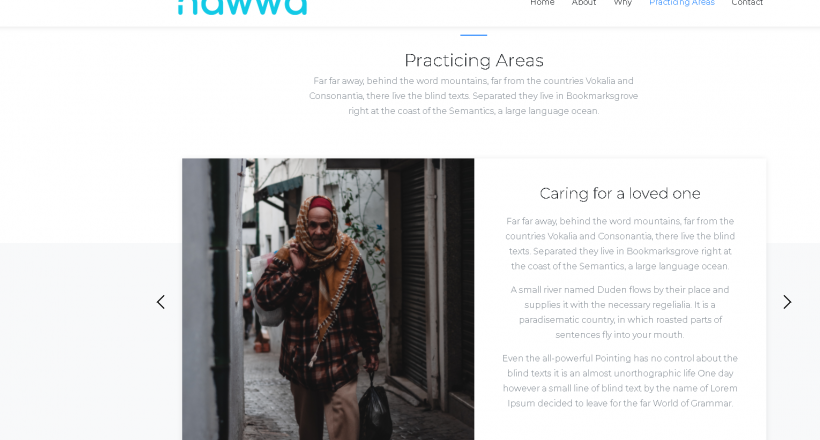 nawwa
Home About Why Practicing Areas Contact
Practicing Areas
Far far away, behind the word mountains, far from the countries Vokalia and
Consonantia, there live the blind texts. Separated they live in Bookmarksgrove
right at the coast of the Semantics, a large language ocean.
Caring for a loved one
Far far away, behind the word mountains, far from the
countries Vokalia and Consonantia, there live the blind
texts. Separated they live in Bookmarksgrove right at
the coast of the Semantics, a large language ocean.
A small river named Duden flows by their place and
supplies it with the necessary regelialia. It is a
paradisematic country, in which roasted parts of
sentences fly into your mouth.
Even the all-powerful Pointing has no control about the
blind texts it is an almost unorthographic life One day
however a small line of blind text by the name of Lorem
Ipsum decided to leave for the far World of Grammar.